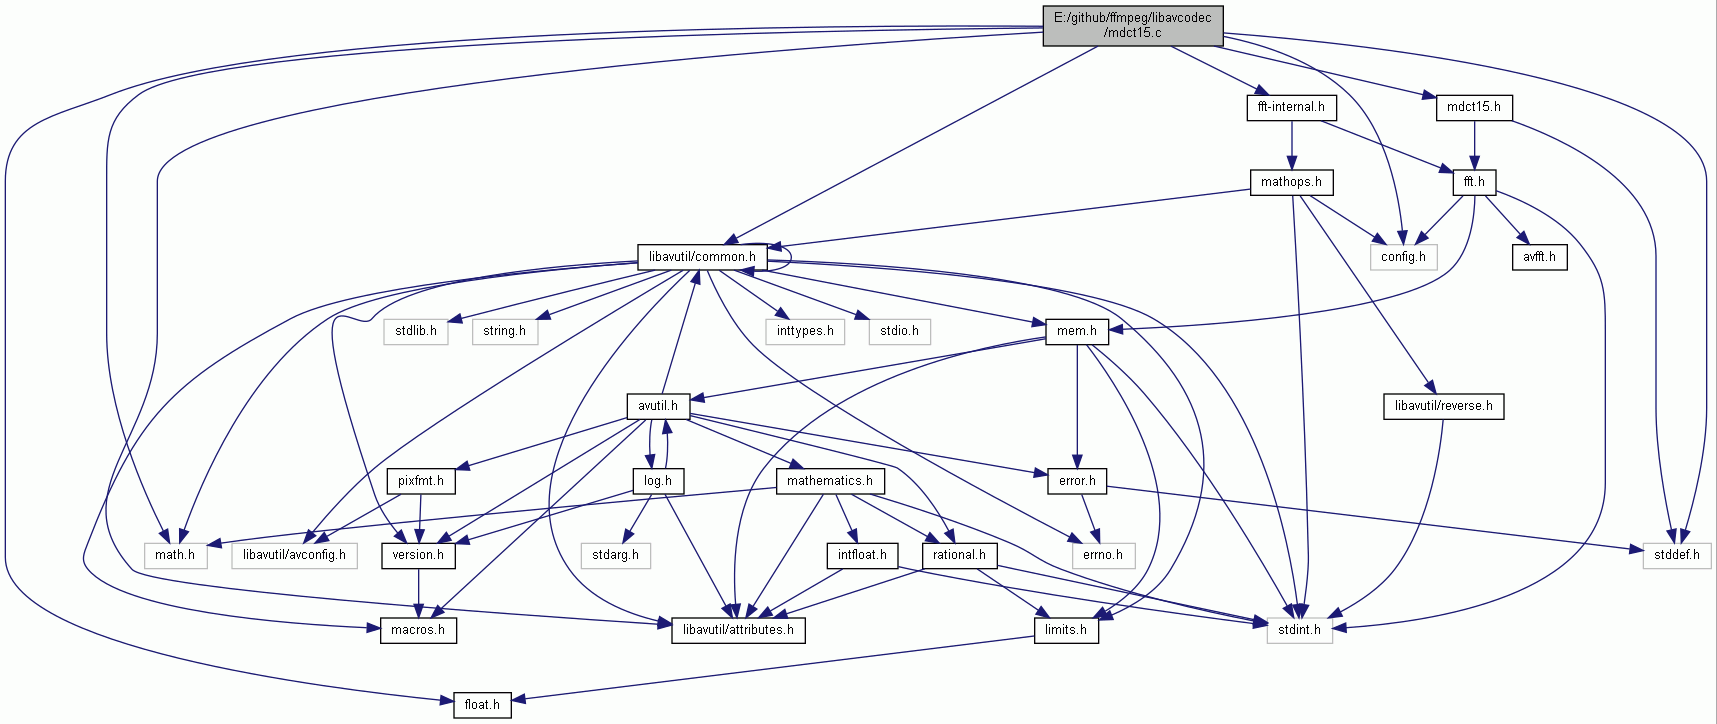 E:/github/ffmpeg/libavcodec
/mdct15.c
fft-internal.h
mdct15.h
mathops.h
fft.h
libavutil/common.h
config.h
avfft.h
stdlib.h
string.h
inttypes.h
stdio.h
mem.h
avutil.h
libavutil/reverse.h
pixfmt.h
log.h
mathematics.h
error.h
math.h
libavutil/avconfig.h
version.h
stdarg.h
intfloat.h
rational.h
errno.h
stddef.h
macros.h
libavutil/attributes.h
limits.h
stdint.h
float.h